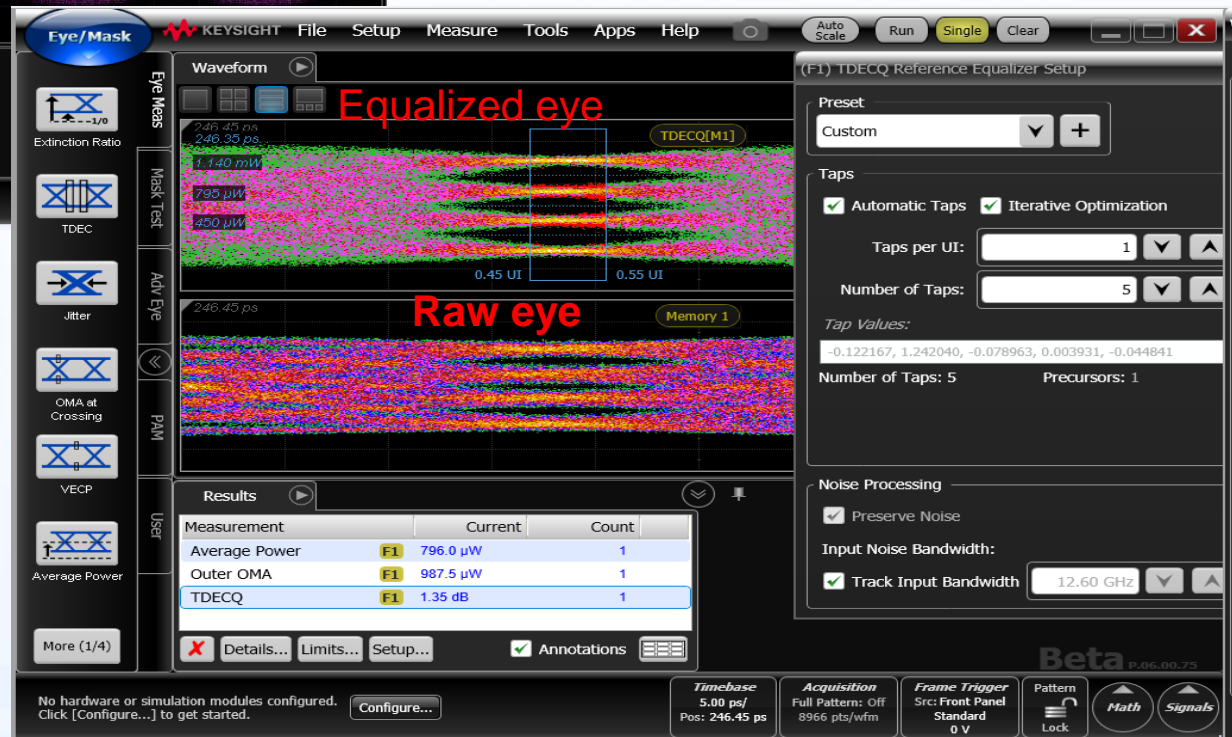 Eye/Mask
KEYSIGHT File Setup Measure Tools Apps Help
Auto Scale Run Single Clear
Extinction Ratio
TDEC
Jitter
OMA at
Crossing
VECP
Average Power
More (1/4)
Eye Meas
Mask Test
Adv Eye
PAM
User
Waveform
Equalized eye
246.45 ps
246.35 ps
TDECQ[M1]
1.140 mW
795 µW
450 µW
0.45 UI 0.55 UI
246.45 ps
Raw eye
Memory 1
(F1) TDECQ Reference Equalizer Setup
Preset
Custom
Taps
Automatic Taps Iterative Optimization
Taps per UI: 1
Number of Taps: 5
Tap Values:
-0.122167, 1.242040, -0.078963, 0.003931, -0.044841
Number of Taps: 5 Precursors: 1
Noise Processing
Preserve Noise
Input Noise Bandwidth:
Track Input Bandwidth 12.60 GHz
Results
Measurement Current Count
Average Power F1 796.0 µW 1
Outer OMA F1 987.5 µW 1
TDECQ F1 1.35 dB 1
Details... Limits... Setup... Annotations
Beta P.06.00.75
No hardware or simulation modules configured.
Click [Configure...] to get started.
Configure...
Timebase
5.00 ps/
Pos: 246.45 ps
Acquisition
Full Pattern: Off
8966 pts/wfm
Frame Trigger
Src: Front Panel
Standard
0 V
Pattern
Lock
Math
Signals